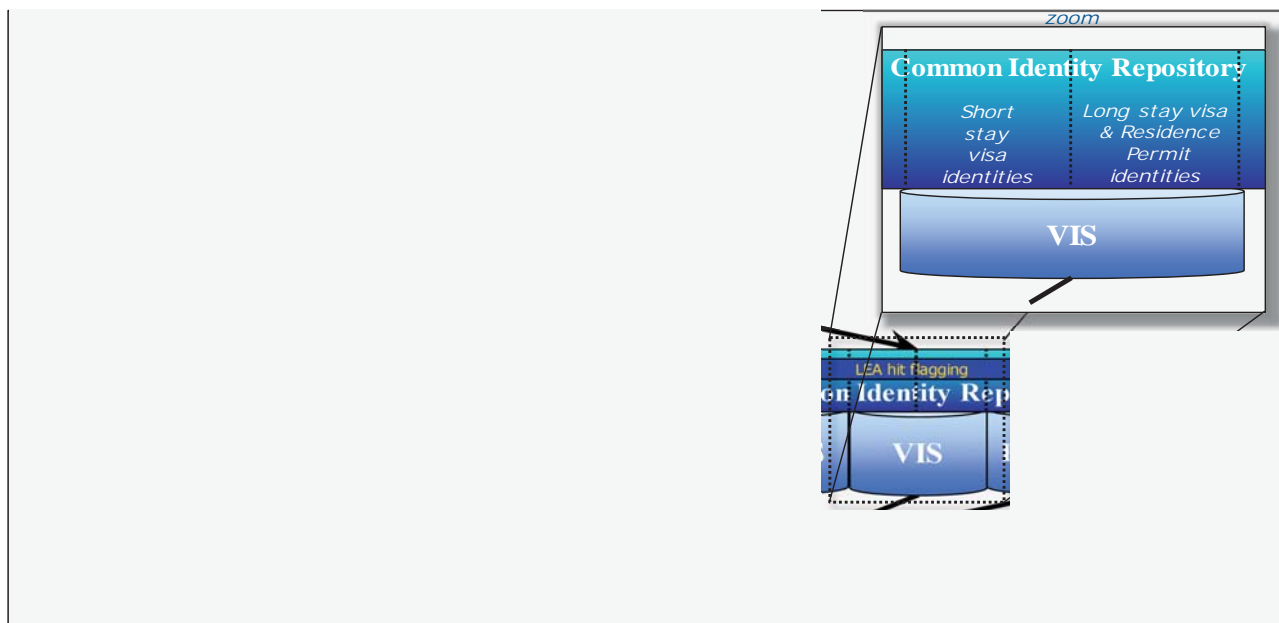 zoom
Common Identity Repository
Short
stay
visa
identities
Long stay visa
& Residence
Permit
identities
VIS
LEA hit flagging
on Identity Rep
VIS